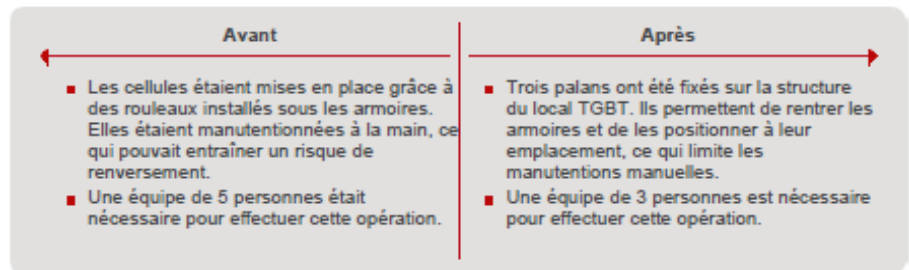 Avant
Les cellules étaient mises en place grâce à
des rouleaux installés sous les armoires.
Elles étaient manutentionnées à la main, ce
qui pouvait entraîner un risque de
renversement.
Une équipe de 5 personnes était
nécessaire pour effectuer cette opération.
Après
Trois palans ont été fixés sur la structure
du local TGBT. Ils permettent de rentrer les
armoires et de les positionner à leur
emplacement, ce qui limite les
manutentions manuelles.
Une équipe de 3 personnes est nécessaire
pour effectuer cette opération.